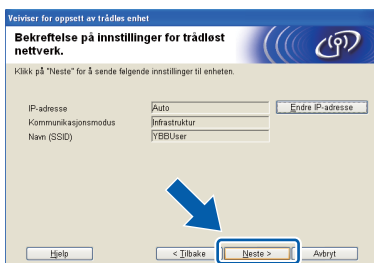 Veiviser for oppsett av trådløs enhet
Bekreftelse på innstillinger for trådløst
nettverk.
Klikk på "Neste" for å sende følgende innstillinger til enheten.
IP-adresse Auto Endre IP-adresse
Kommunikasjonsmodus Infrastruktur
Navn (SSID) YBBUser
Hjelp < Tilbake Neste > Avbryt